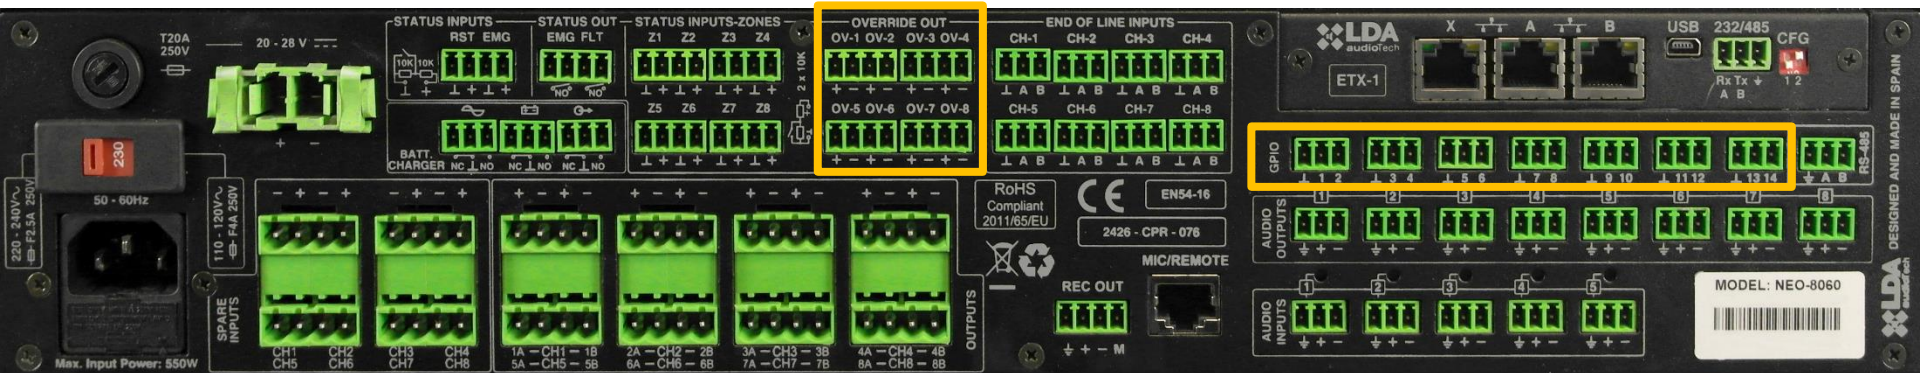 T20A
250V
20 - 28 V
+ -
230
50 - 60Hz
220 - 240V~
F2.5A 250V
110 - 120V~
F4A 250V
Max. Input Power: 550W
STATUS INPUTS
RST EMG
10K 10K
⊥ + ⊥ +
STATUS OUT
EMG FLT
NO NO
BATT.
CHARGER
NC ⊥ NO NC ⊥ NO NC ⊥ NO
STATUS INPUTS-ZONES
Z1 Z2 Z3 Z4
⊥ + ⊥ + ⊥ + ⊥ +
Z5 Z6 Z7 Z8
⊥ + ⊥ + ⊥ + ⊥ +
2 x 10K
OVERRIDE OUT
OV-1 OV-2 OV-3 OV-4
+ - + - + - + -
OV-5 OV-6 OV-7 OV-8
+ - + - + - + -
END OF LINE INPUTS
CH-1 CH-2 CH-3 CH-4
⊥ A B ⊥ A B ⊥ A B ⊥ A B
CH-5 CH-6 CH-7 CH-8
⊥ A B ⊥ A B ⊥ A B ⊥ A B
LDA
audioTech
ETX-1
X A B
USB
232/485
Rx Tx
A B
CFG
1 2
DESIGNED AND MADE IN SPAIN
LDA
audioTech
GPIO
⊥ 1 2 ⊥ 3 4 ⊥ 5 6 ⊥ 7 8 ⊥ 9 10 ⊥ 11 12 ⊥ 13 14
A B
RS-485
AUDIO
OUTPUTS
1 2 3 4 5 6 7 8
+ - + - + - + - + - + - + - + -
AUDIO
INPUTS
1 2 3 4 5
+ - + - + - + - + -
MODEL: NEO-8060
RoHS
Compliant
2011/65/EU
CE
EN54-16
2426 - CPR - 076
MIC/REMOTE
REC OUT
+ - M
SPARE
INPUTS
- + - + - + - +
CH1 CH2 CH3 CH4
CH5 CH6 CH7 CH8
OUTPUTS
- + - + - + - +
1A - CH1 - 1B 2A - CH2 - 2B 3A - CH3 - 3B 4A - CH4 - 4B
5A - CH5 - 5B 6A - CH6 - 6B 7A - CH7 - 7B 8A - CH8 - 8B